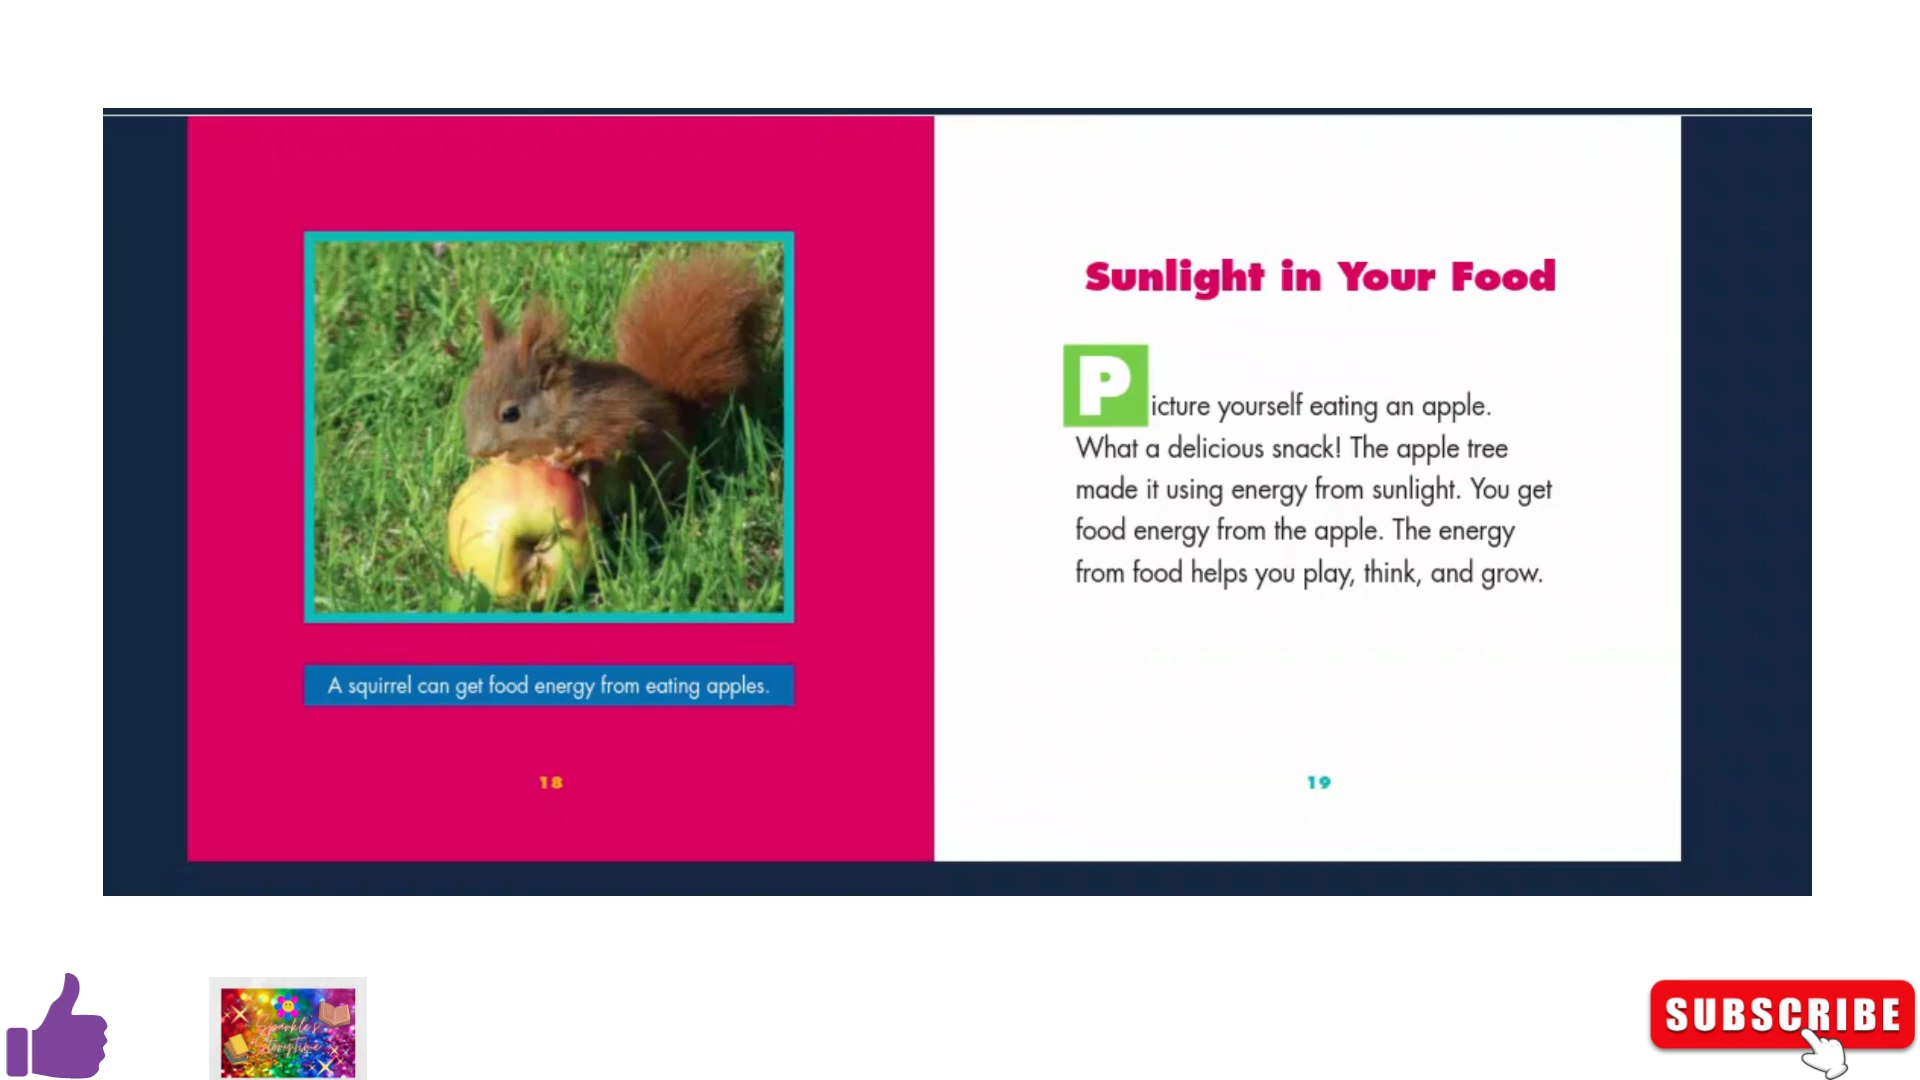 A squirrel can get food energy from eating apples.
18
Sunlight in Your Food
Picture yourself eating an apple.
What a delicious snack! The apple tree
made it using energy from sunlight. You get
food energy from the apple. The energy
from food helps you play, think, and grow.
19
Sparkle's
Storytime
SUBSCRIBE